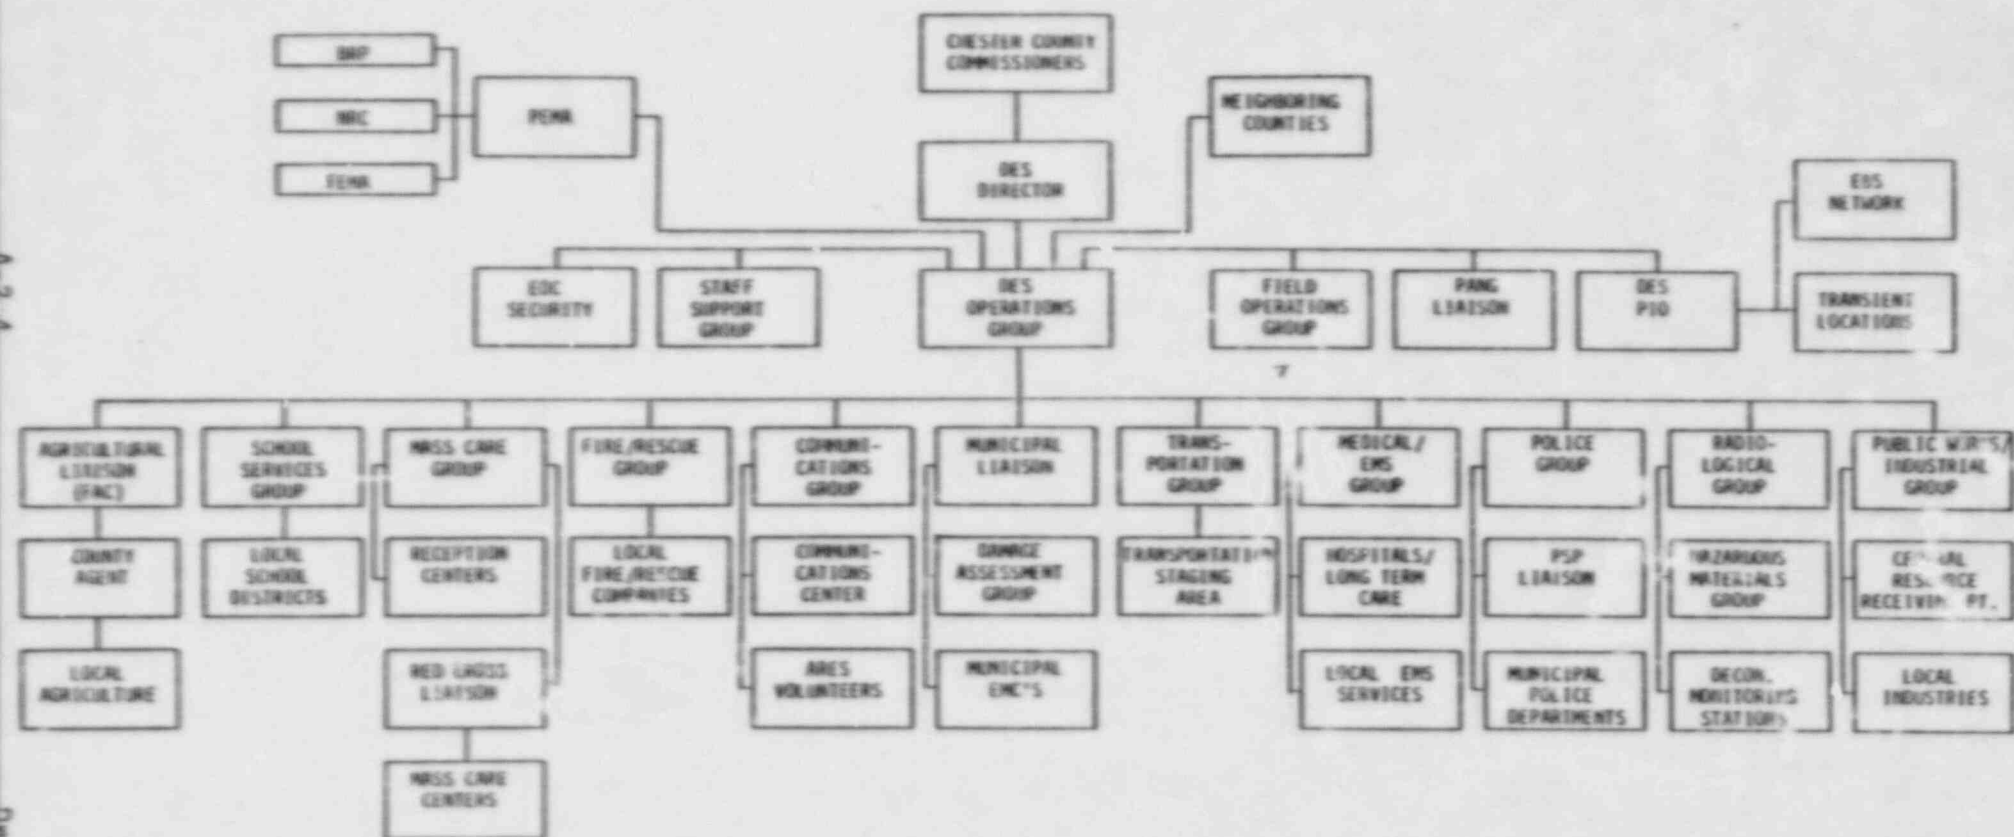 CHESTER COUNTY
COMMISSIONERS
BRP
NRC
FEMA
PEMA
NEIGHBORING
COUNTIES
DES
DIRECTOR
EBS
NETWORK
TRANSIENT
LOCATIONS
EOC
SECURITY
STAFF
SUPPORT
GROUP
DES
OPERATIONS
GROUP
FIELD
OPERATIONS
GROUP
PANG
LIAISON
DES
PIO
AGRICULTURAL
LIAISON
SCHOOL
SERVICES
GROUP
MASS CARE
GROUP
FIRE/RESCUE
GROUP
COMMUNI-
CATIONS
GROUP
MUNICIPAL
LIAISON
TRANS-
PORTATION
GROUP
MEDICAL/
EMS
GROUP
POLICE
GROUP
RADIO-
LOGICAL
GROUP
PUBLIC WORKS/
INDUSTRIAL
GROUP
COUNTY
AGENT
LOCAL
SCHOOL
DISTRICTS
RECEPTION
CENTERS
LOCAL
FIRE/RESCUE
COMPANIES
COMMUNI-
CATIONS
CENTER
DAMAGE
ASSESSMENT
GROUP
TRANSPORTATION
STAGING
AREA
HOSPITALS/
LONG TERM
CARE
PSP
LIAISON
HAZARDOUS
MATERIALS
GROUP
RECEIVING PT.
LOCAL
AGRICULTURE
RED CROSS
LIAISON
ARES
VOLUNTEERS
MUNICIPAL
EMC'S
LOCAL EMS
SERVICES
MUNICIPAL
POLICE
DEPARTMENTS
DECON.
MONITORING
STATIONS
LOCAL
INDUSTRIES
MASS CARE
CENTERS